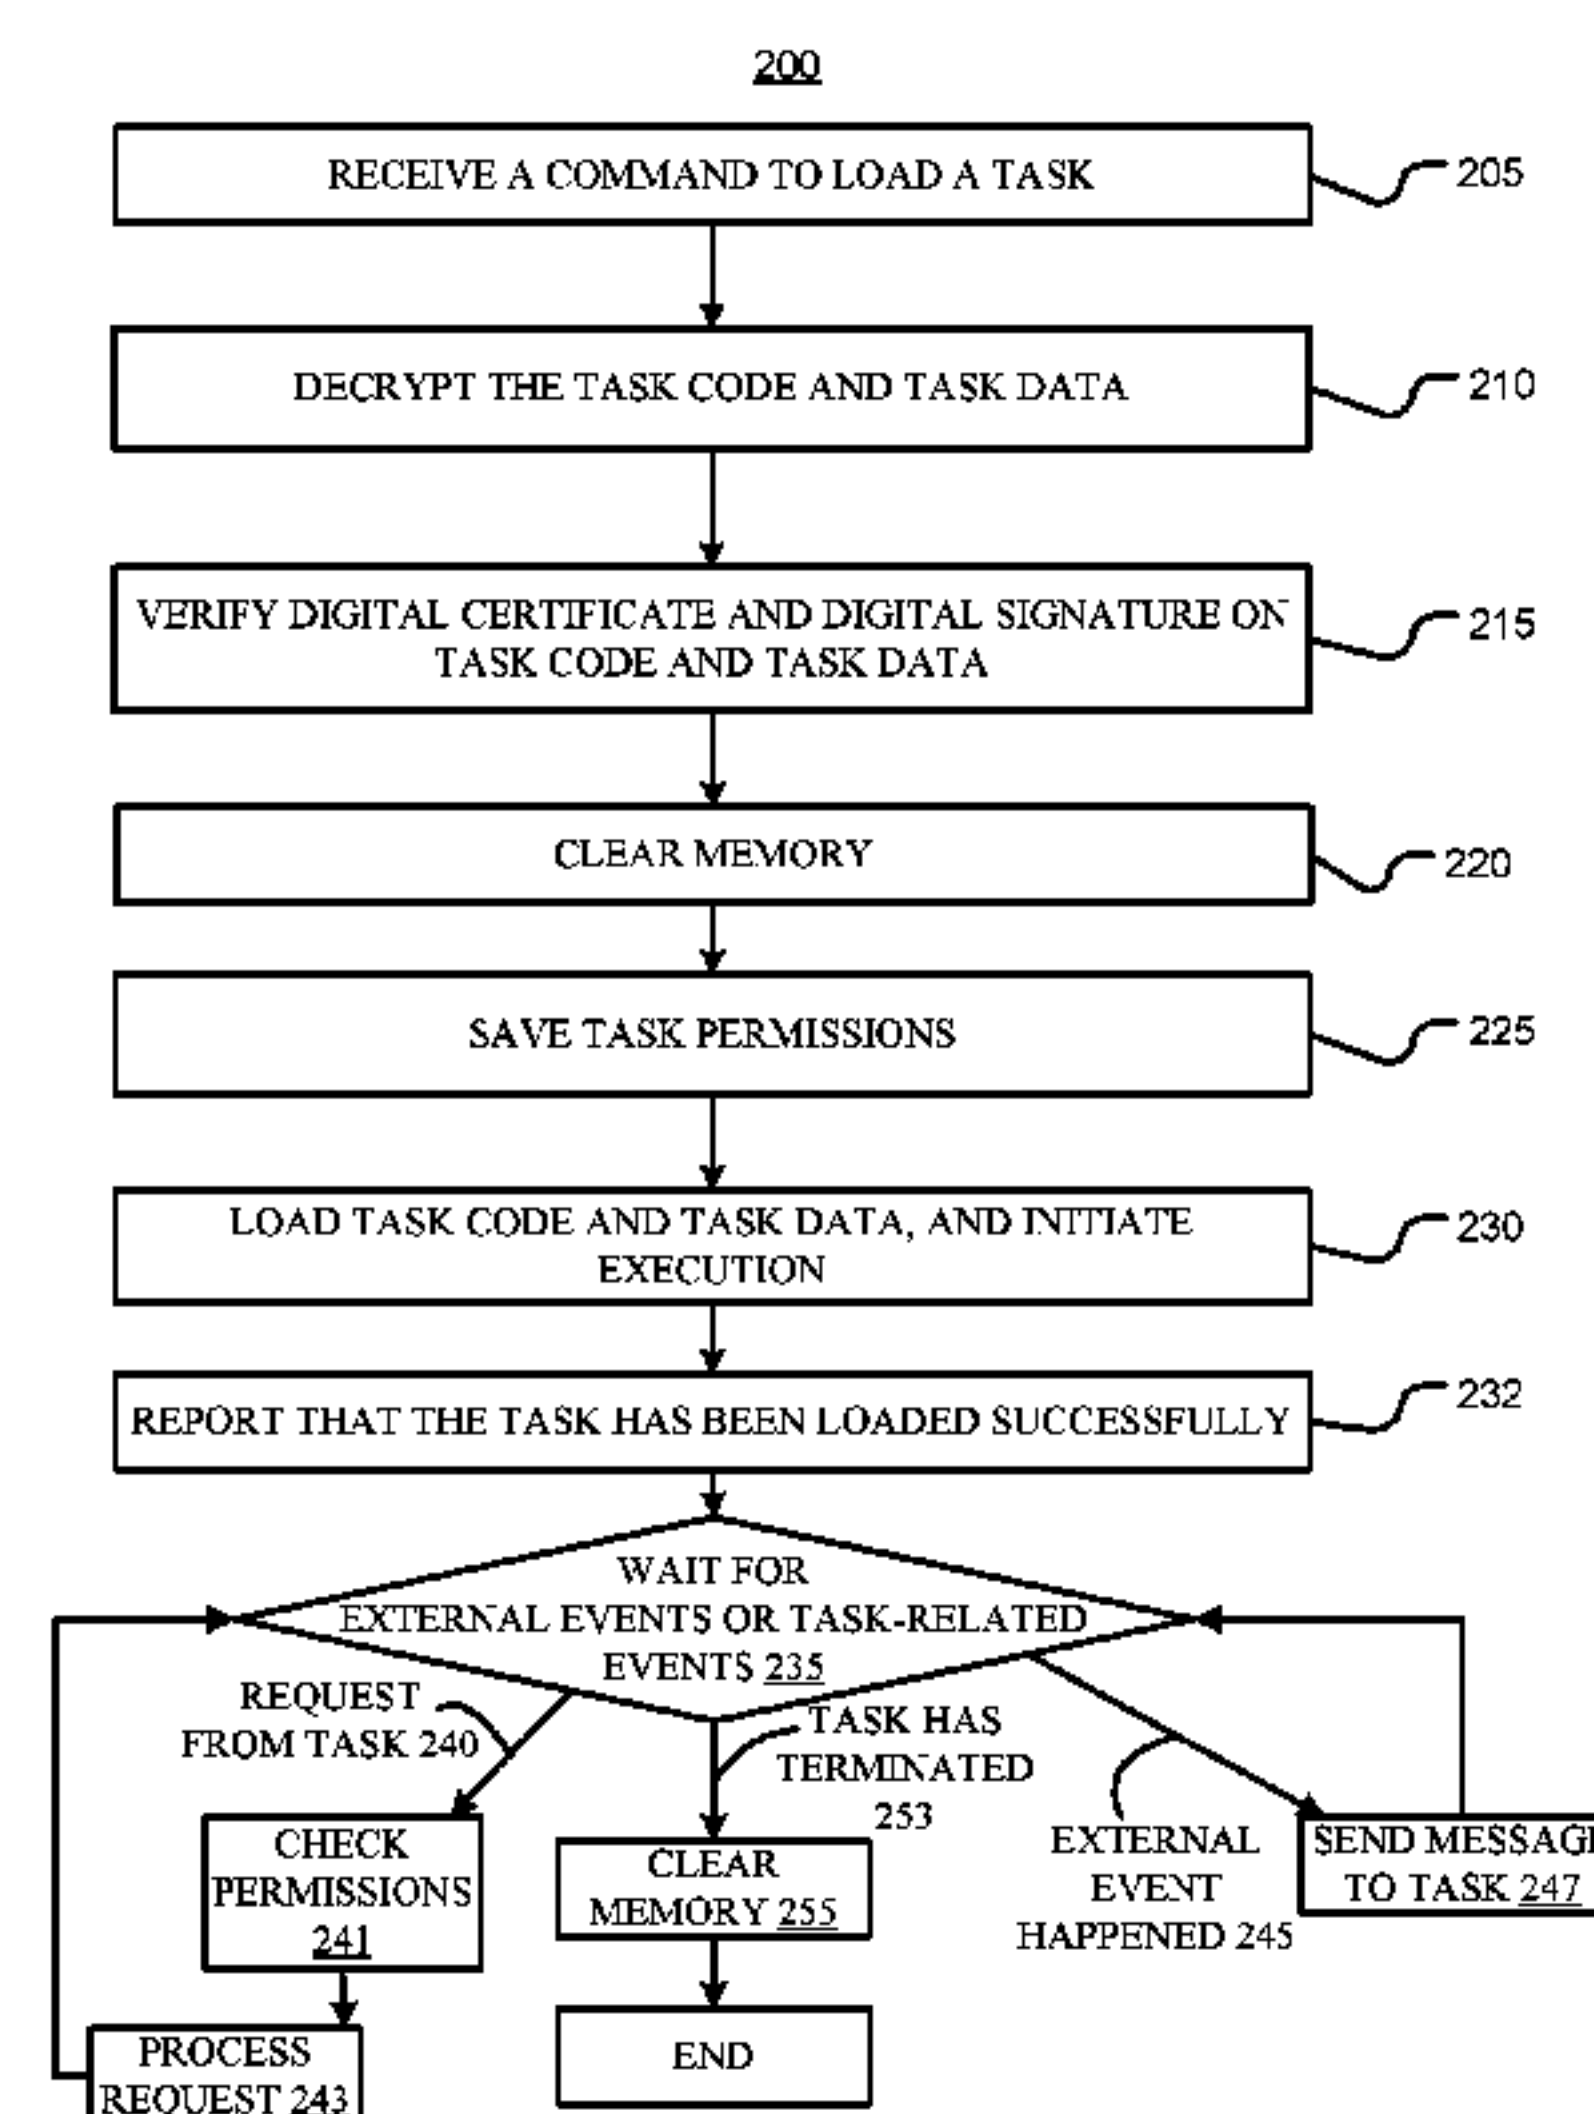 200
RECEIVE A COMMAND TO LOAD A TASK
205
DECRYPT THE TASK CODE AND TASK DATA
210
VERIFY DIGITAL CERTIFICATE AND DIGITAL SIGNATURE ON
TASK CODE AND TASK DATA
215
CLEAR MEMORY
220
SAVE TASK PERMISSIONS
225
LOAD TASK CODE AND TASK DATA, AND INITIATE
EXECUTION
230
REPORT THAT THE TASK HAS BEEN LOADED SUCCESSFULLY
232
WAIT FOR
EXTERNAL EVENTS OR TASK-RELATED
EVENTS 235
REQUEST
FROM TASK 240
TASK HAS
TERMINATED
253
CHECK
PERMISSIONS
241
CLEAR
MEMORY 255
EXTERNAL
EVENT
HAPPENED 245
SEND MESSAGE
TO TASK 247
PROCESS
REQUEST 243
END